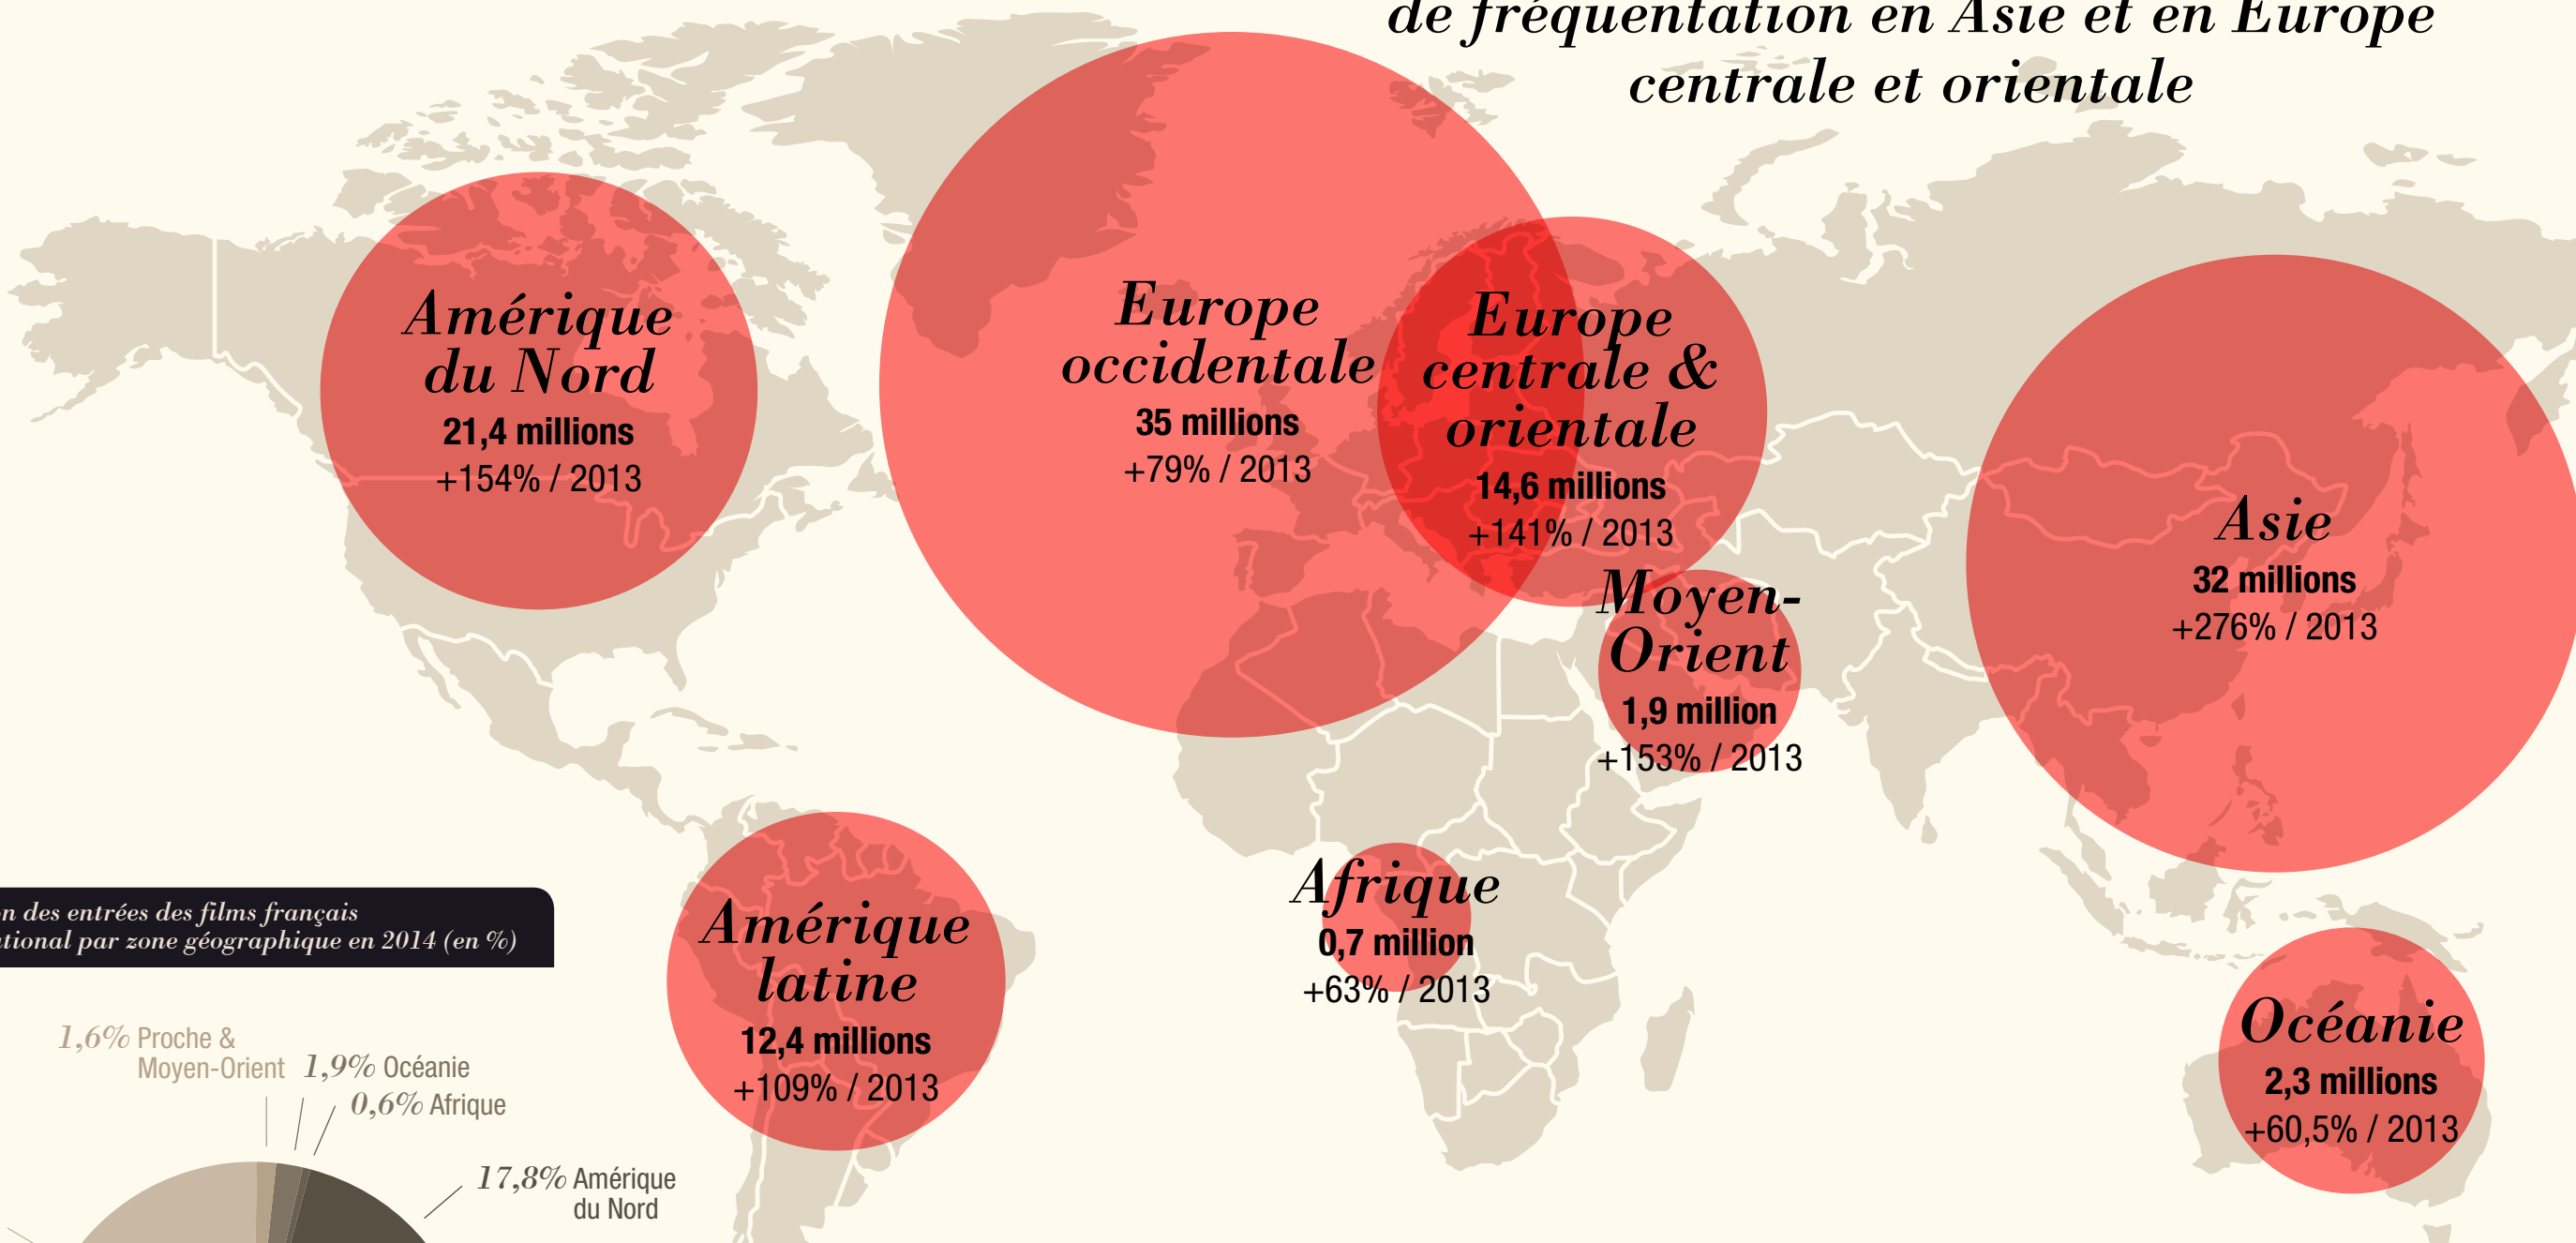 de fréquentation en Asie et en Europe
centrale et orientale
Amérique
du Nord
21,4 millions
+154% / 2013
Europe
occidentale
35 millions
+79% / 2013
Europe
centrale &
orientale
14,6 millions
+141% / 2013
Moyen-
Orient
1,9 million
+153% / 2013
Asie
32 millions
+276% / 2013
Amérique
latine
12,4 millions
+109% / 2013
Afrique
0,7 million
+63% / 2013
Océanie
2,3 millions
+60,5% / 2013
des entrées des films français
par zone géographique en 2014 (en %)
1,6% Proche &
Moyen-Orient
1,9% Océanie
0,6% Afrique
17,8% Amérique
du Nord